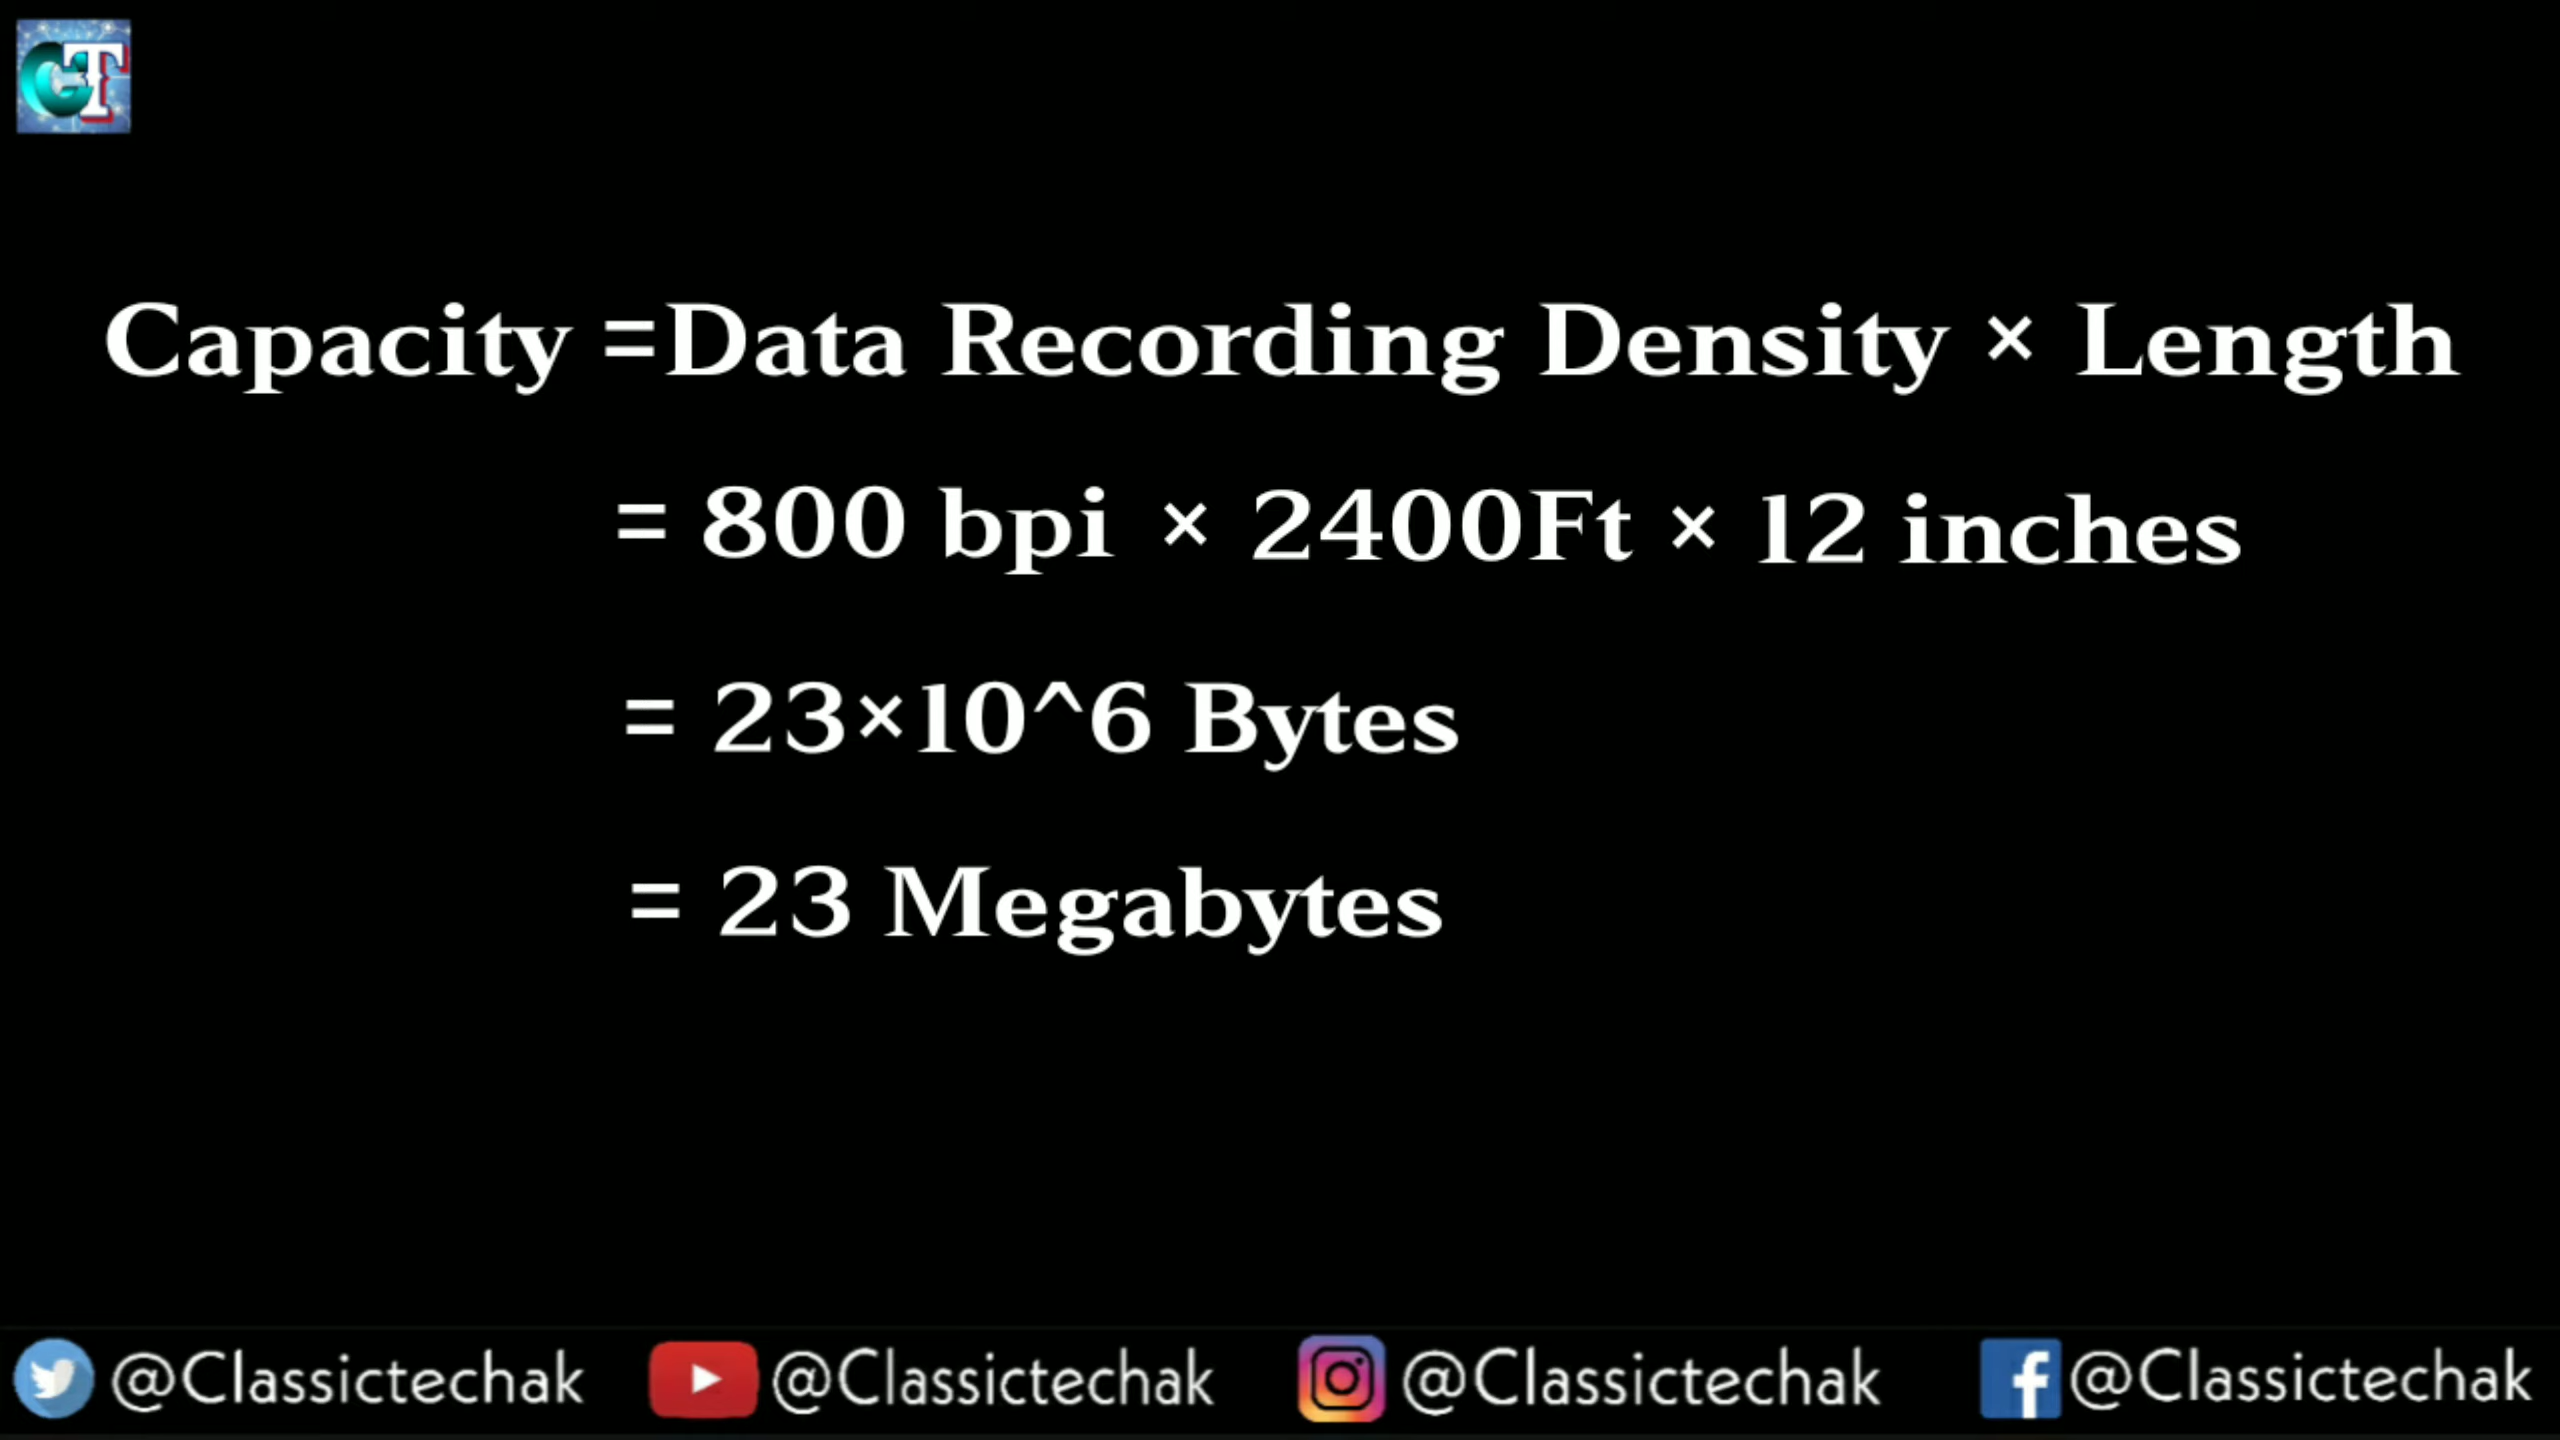 CT
Capacity =Data Recording Density × Length
= 800 bpi × 2400Ft × 12 inches
= 23×10^6 Bytes
= 23 Megabytes
@Classictechak @Classictechak @Classictechak @Classictechak